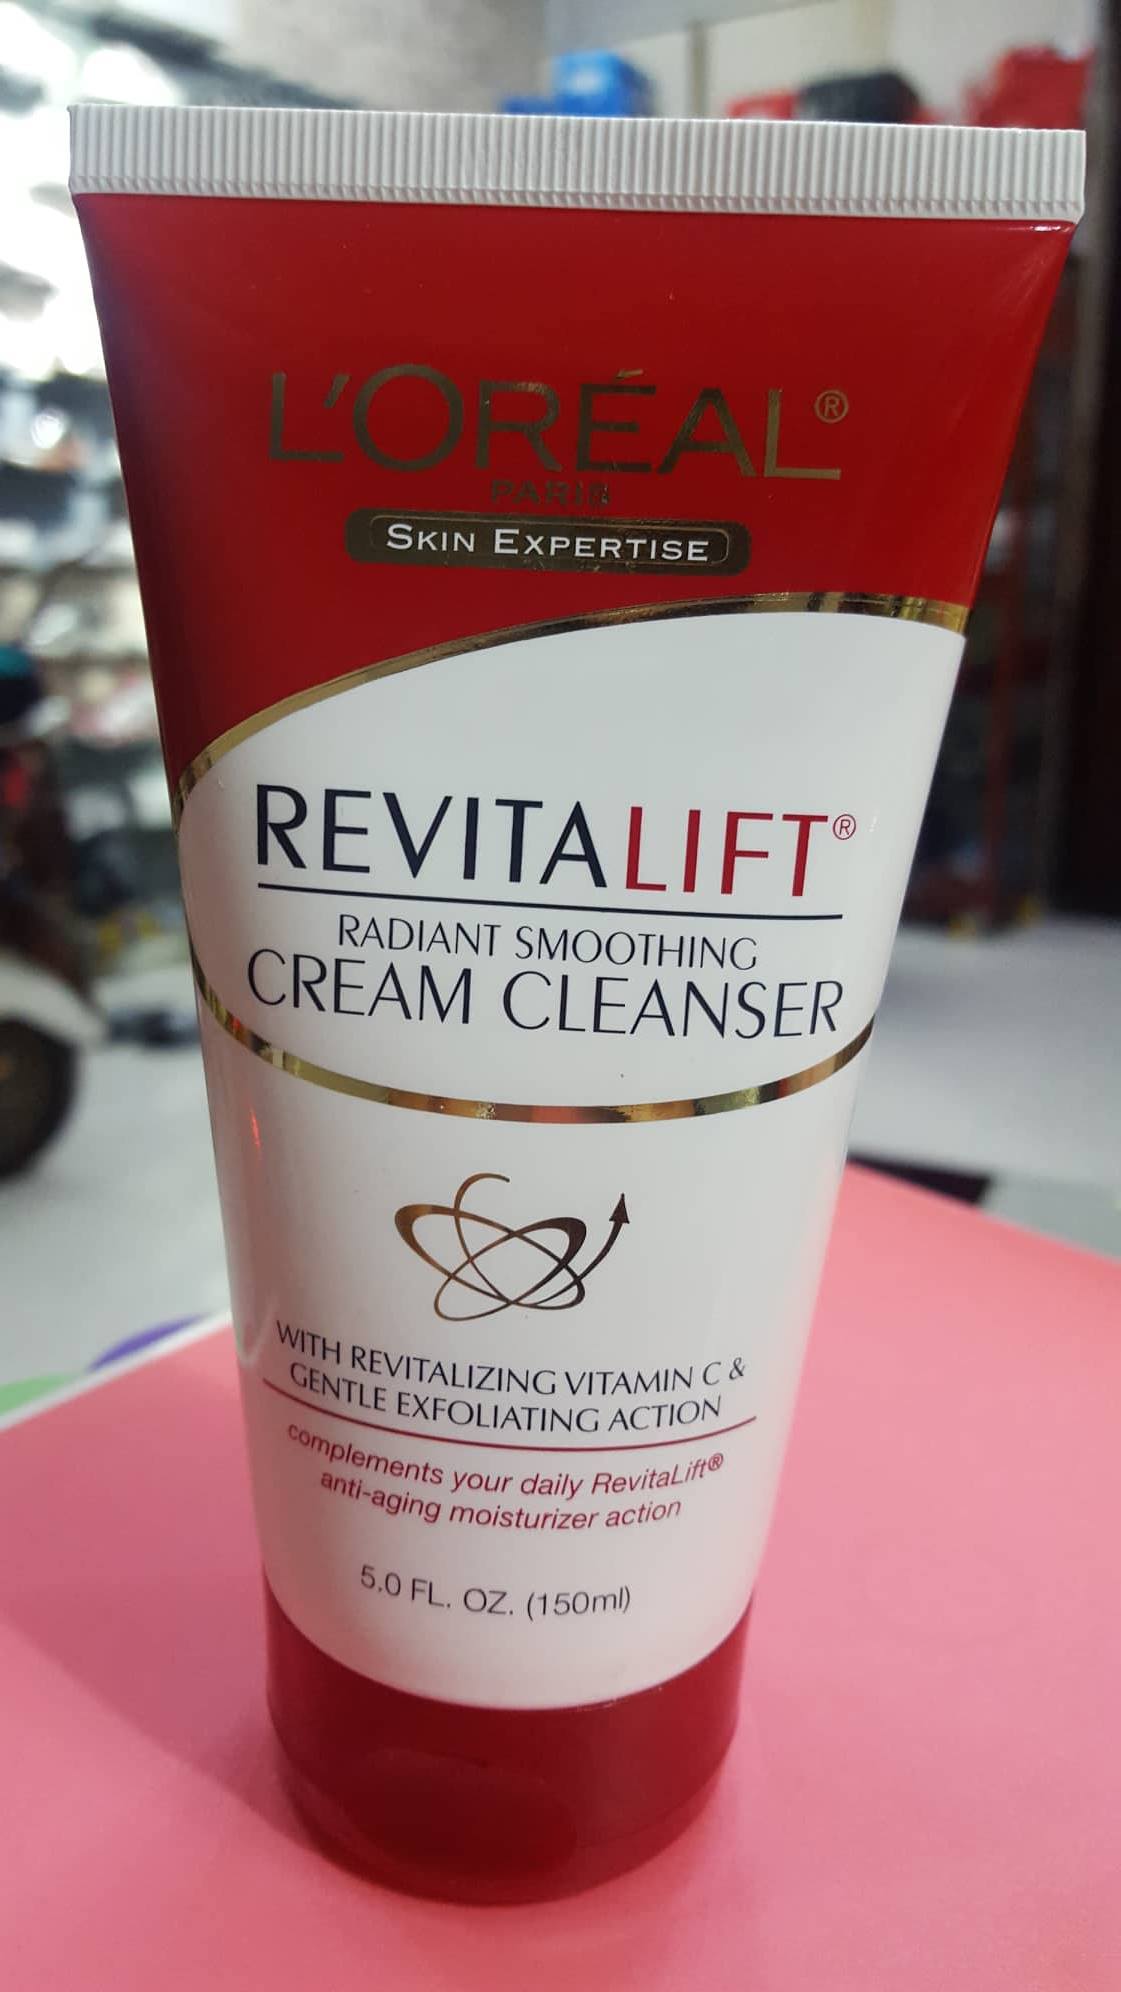 L'ORÉAL®
PARIS
SKIN EXPERTISE
REVITALIFT®
RADIANT SMOOTHING
CREAM CLEANSER
WITH REVITALIZING VITAMIN C &
GENTLE EXFOLIATING ACTION
complements your daily RevitaLift®
anti-aging moisturizer action
5.0 FL. OZ. (150ml)